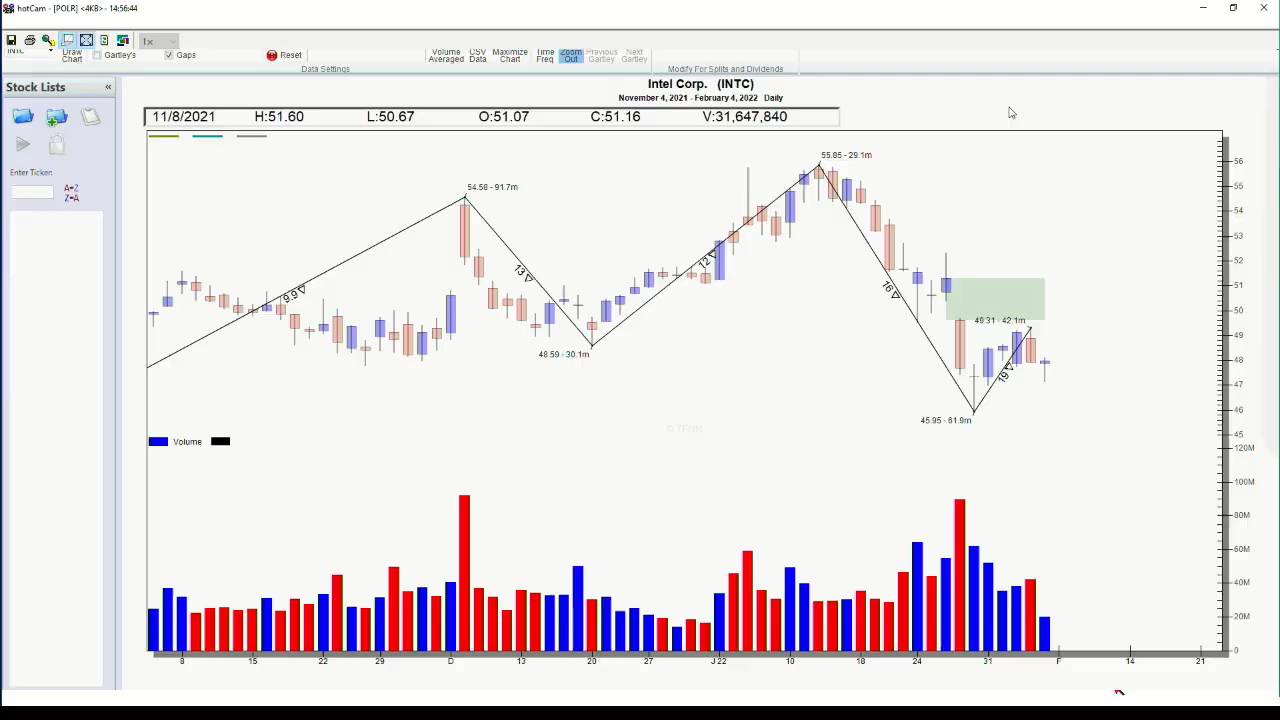 hotCam - [POLR] <4KB> - 14:56:44
1x
INTC
Draw
Chart
Gartley's
Gaps
Reset
Volume
Averaged
CSV
Data
Maximize
Chart
Time
Freq
Zoom
Out
Previous
Gartley
Next
Gartley
Data Settings
Modify For Splits and Dividends
Stock Lists «
Enter Ticker:
A=Z
Z=A
Intel Corp. (INTC)
November 4, 2021 - February 4, 2022 Daily
11/8/2021 H:51.60 L:50.67 O:51.07 C:51.16 V:31,647,840
55.85 - 29.1m
54.58 - 91.7m
9.9
13
12
16
19
49.31 - 42.1m
48.59 - 30.1m
45.95 - 61.9m
© TFNN
56
55
54
53
52
51
50
49
48
47
46
45
Volume
120M
100M
80M
60M
40M
20M
0
8 15 22 29 D 13 20 27 J 22 10 18 24 31 F 14 21